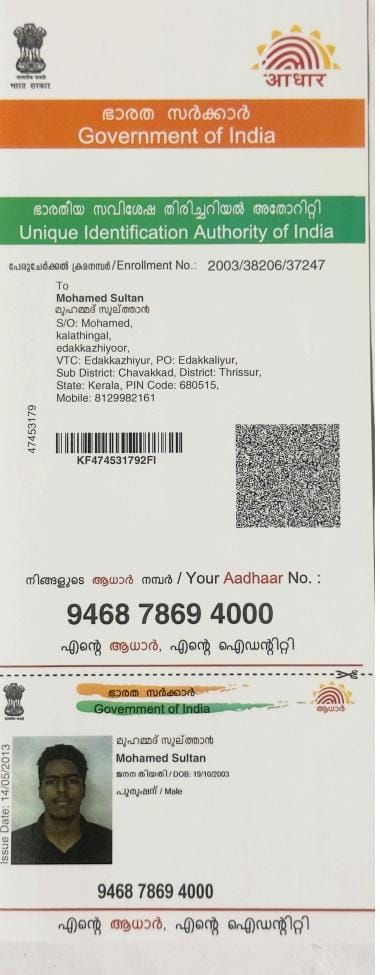 भारत सरकार
आधार
ഭാരത സർക്കാർ
Government of India
ഭാരതീയ സവിശേഷ തിരിച്ചറിയൽ അതോറിറ്റി
Unique Identification Authority of India
പേരുചേർക്കൽ ക്രമനമ്പർ/Enrollment No.: 2003/38206/37247
To
Mohamed Sultan
മുഹമ്മദ് സുല്ത്താൻ
S/O: Mohamed,
kalathingal,
edakkazhiyoor,
VTC: Edakkazhiyur, PO: Edakkaliyur,
Sub District: Chavakkad, District: Thrissur,
State: Kerala, PIN Code: 680515,
Mobile: 8129982161
47453179
KF474531792FI
നിങ്ങളുടെ ആധാർ നമ്പർ / Your Aadhaar No. :
9468 7869 4000
എന്റെ ആധാർ, എന്റെ ഐഡന്റിറ്റി
ഭാരത സർക്കാർ
Government of India
ആധാർ
Issue Date: 14/05/2013
മുഹമ്മദ് സുല്ത്താൻ
Mohamed Sultan
ജനന തിയതി / DOB: 19/10/2003
പുരുഷന് / Male
9468 7869 4000
എന്റെ ആധാർ, എന്റെ ഐഡന്റിറ്റി